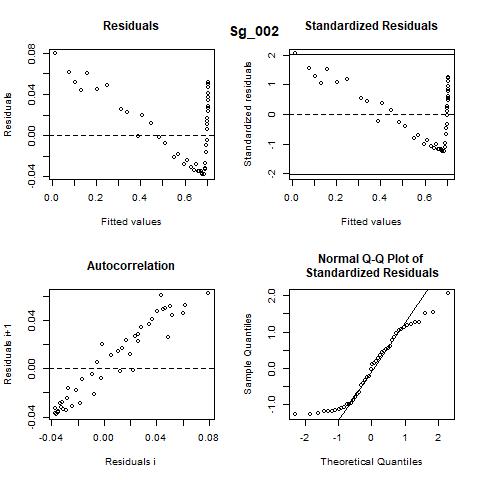 Sg_002
Residuals
Residuals
0.08
0.04
0.00
-0.04
0.0 0.2 0.4 0.6
Fitted values
Standardized Residuals
Standardized residuals
2
1
0
-1
-2
0.0 0.2 0.4 0.6
Fitted values
Autocorrelation
Residuals i+1
0.04
0.00
-0.04
-0.04 0.00 0.04 0.08
Residuals i
Normal Q-Q Plot of
Standardized Residuals
Sample Quantiles
2.0
1.0
0.0
-1.0
-2 -1 0 1 2
Theoretical Quantiles